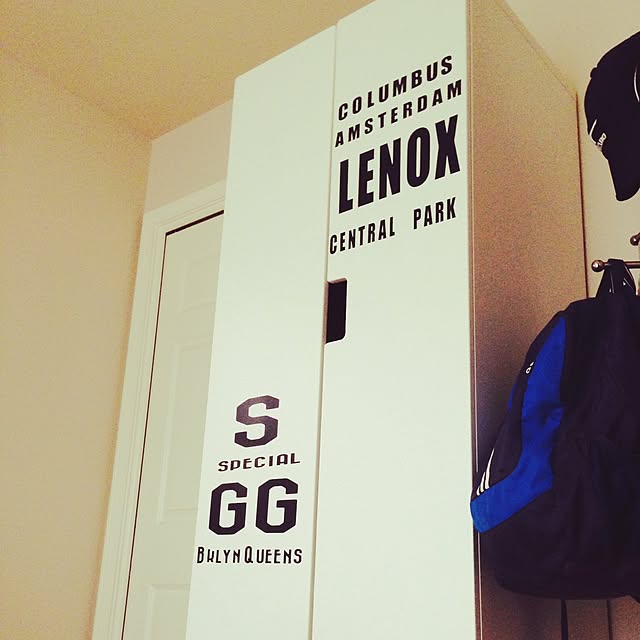 COLUMBUS
AMSTERDAM
LENOX
CENTRAL PARK
S
SPECIAL
GG
BKLYN QUEENS